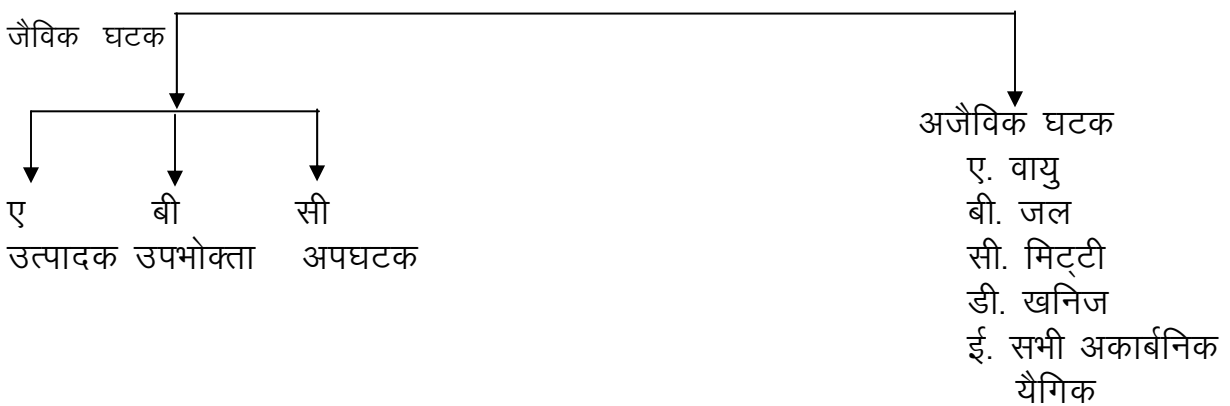 जैविक घटक
ए बी सी
उत्पादक उपभोक्ता अपघटक
अजैविक घटक
ए. वायु
बी. जल
सी. मिट्‌टी
डी. खनिज
ई. सभी अकार्बनिक
यैगिक